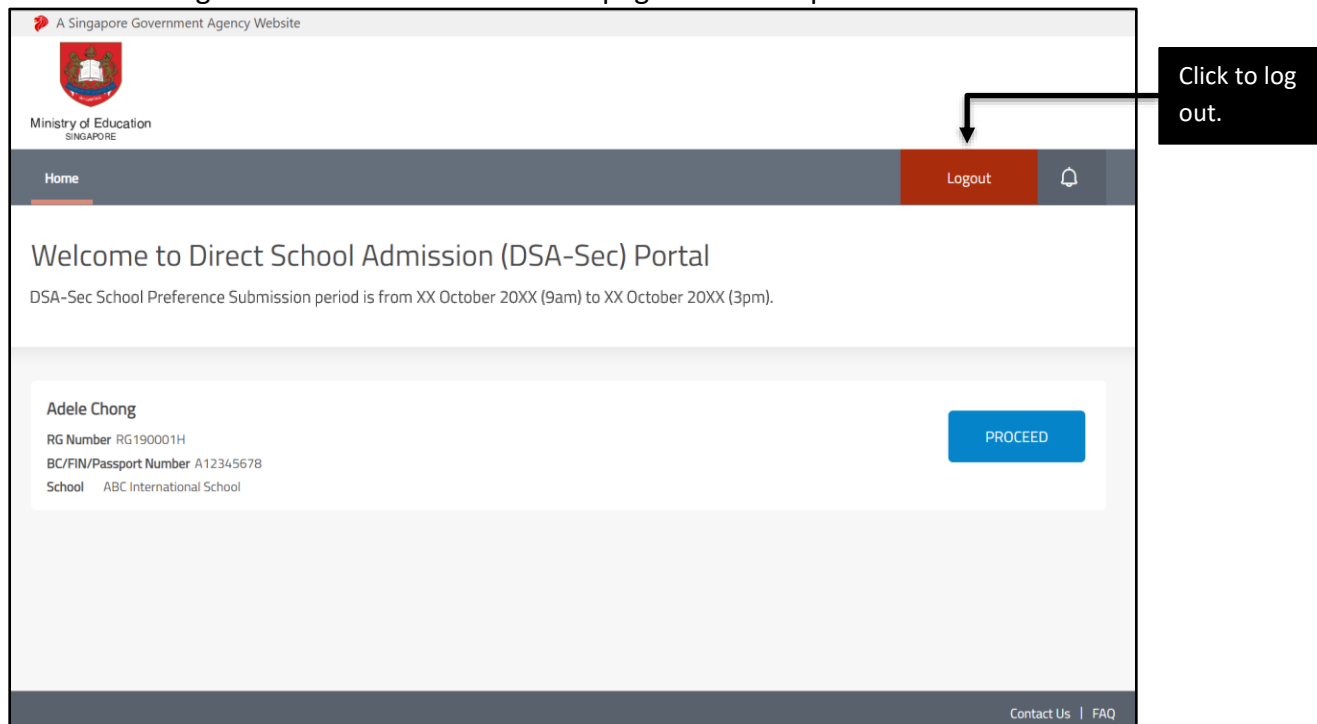 A Singapore Government Agency Website
Ministry of Education
SINGAPORE
Click to log
out.
Home
Logout
Welcome to Direct School Admission (DSA-Sec) Portal
DSA-Sec School Preference Submission period is from XX October 20XX (9am) to XX October 20XX (3pm).
Adele Chong
RG Number RG190001H
BC/FIN/Passport Number A12345678
School ABC International School
PROCEED
Contact Us | FAQ